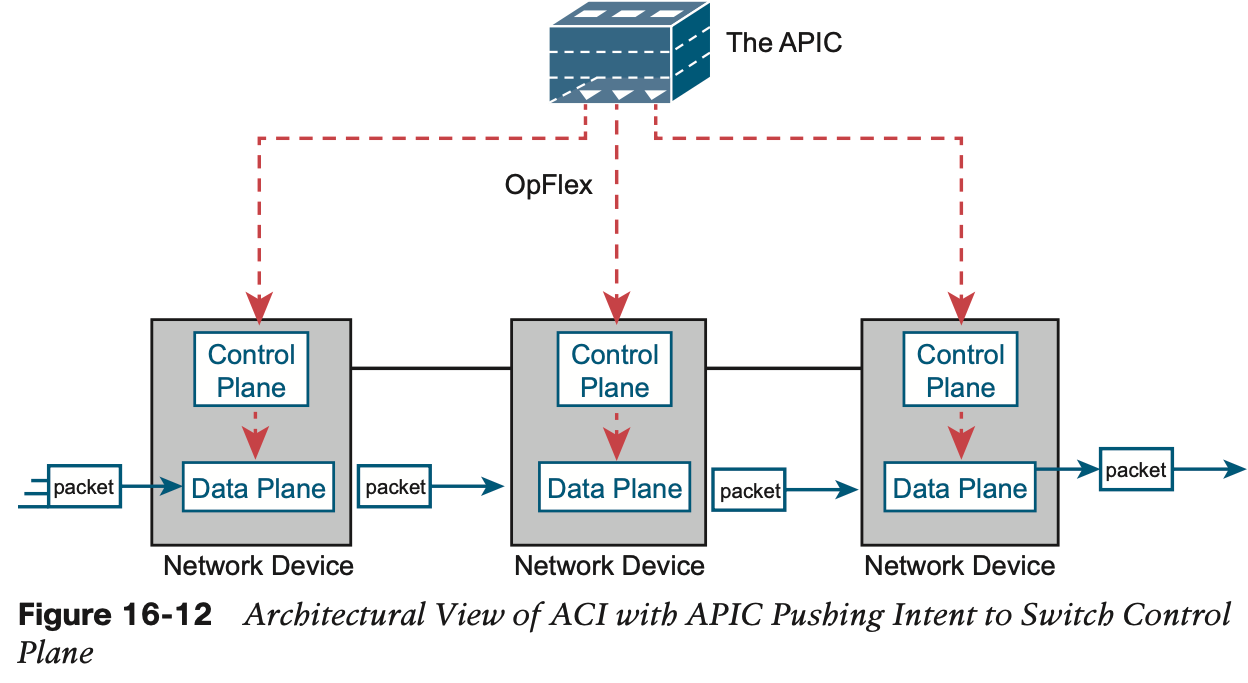 The APIC
OpFlex
Control
Plane
Control
Plane
Control
Plane
packet
Data Plane
packet
Data Plane
packet
Data Plane
packet
Network Device
Network Device
Network Device
Figure 16-12 Architectural View of ACI with APIC Pushing Intent to Switch Control
Plane